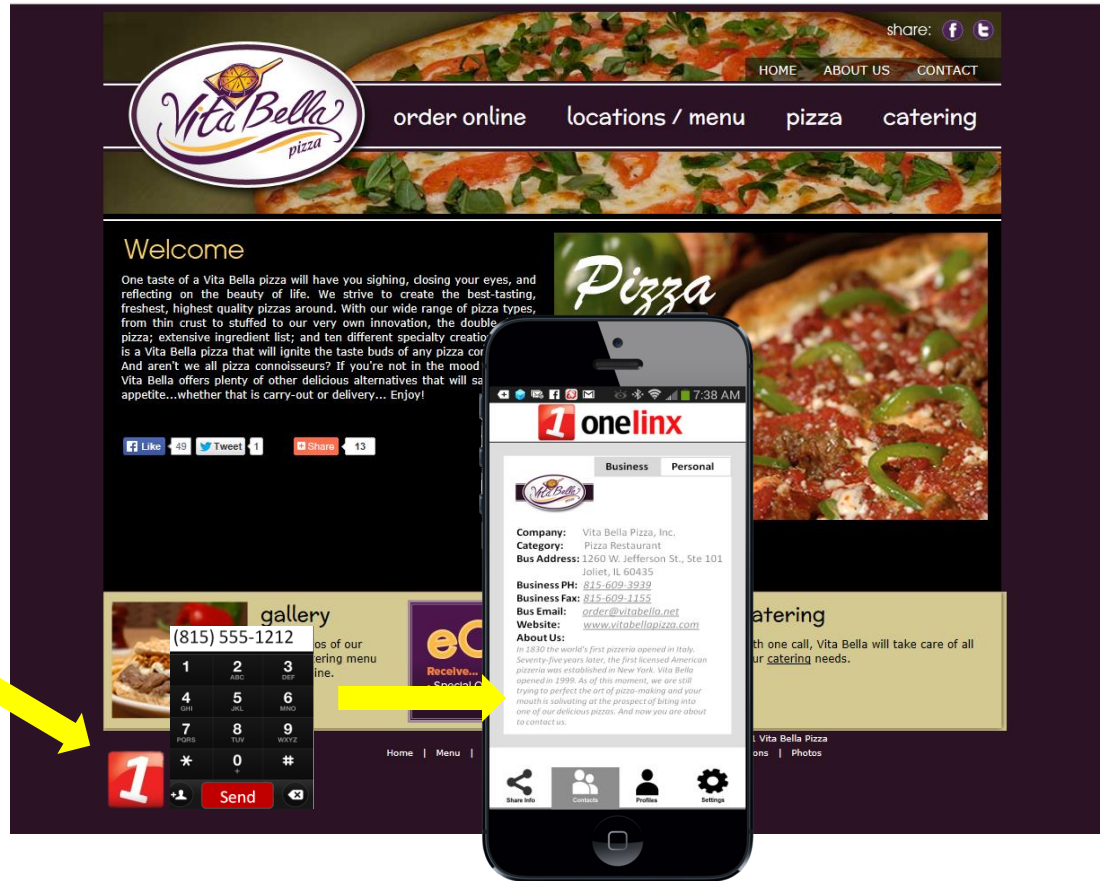 share:
HOME ABOUT US CONTACT
Vita Bella
pizza
order online locations / menu pizza catering
Welcome
One taste of a Vita Bella pizza will have you sighing, closing your eyes, and
reflecting on the beauty of life. We strive to create the best-tasting,
freshest, highest quality pizzas around. With our wide range of pizza types,
from thin crust to stuffed to our very own innovation, the double
pizza; extensive ingredient list; and ten different specialty
is a Vita Bella pizza that will ignite the taste buds of any pizza
And aren't we all pizza connoisseurs? If you're not in the mood
Vita Bella offers plenty of other delicious alternatives that will
appetite...whether that is carry-out or delivery... Enjoy!
Like 49 Tweet 1 Share 13
Pizza
7:38 AM
1 onelinx
Business Personal
Vita Bella
Company: Vita Bella Pizza, Inc.
Category: Pizza Restaurant
Bus Address: 1260 W. Jefferson St., Ste 101
Joliet, IL 60435
Business PH: 815-609-3939
Business Fax: 815-609-1155
Bus Email: order@vitabella.net
Website: www.vitabellapizza.com
About Us:
In 1830 the world's first pizzeria opened in Italy.
Seventy-five years later, the first licensed American
pizzeria was established in New York. Vita Bella
opened in 1999. As of this moment, we are still
trying to perfect the art of pizza-making and your
mouth is salivating at the prospect of biting into
one of our delicious pizzas. And now you are about
to contact us.
Share Info Contacts Profiles Settings
gallery
os of our
tering menu
ine.
(815) 555-1212
1 2 ABC 3 DEF
4 GHI 5 JKL 6 MNO
7 PQRS 8 TUV 9 WXYZ
* 0 + #
Send
1
eC
Receive...
Special
atering
th one call, Vita Bella will take care of all
ur catering needs.
Vita Bella Pizza
Home | Menu |
ons | Photos